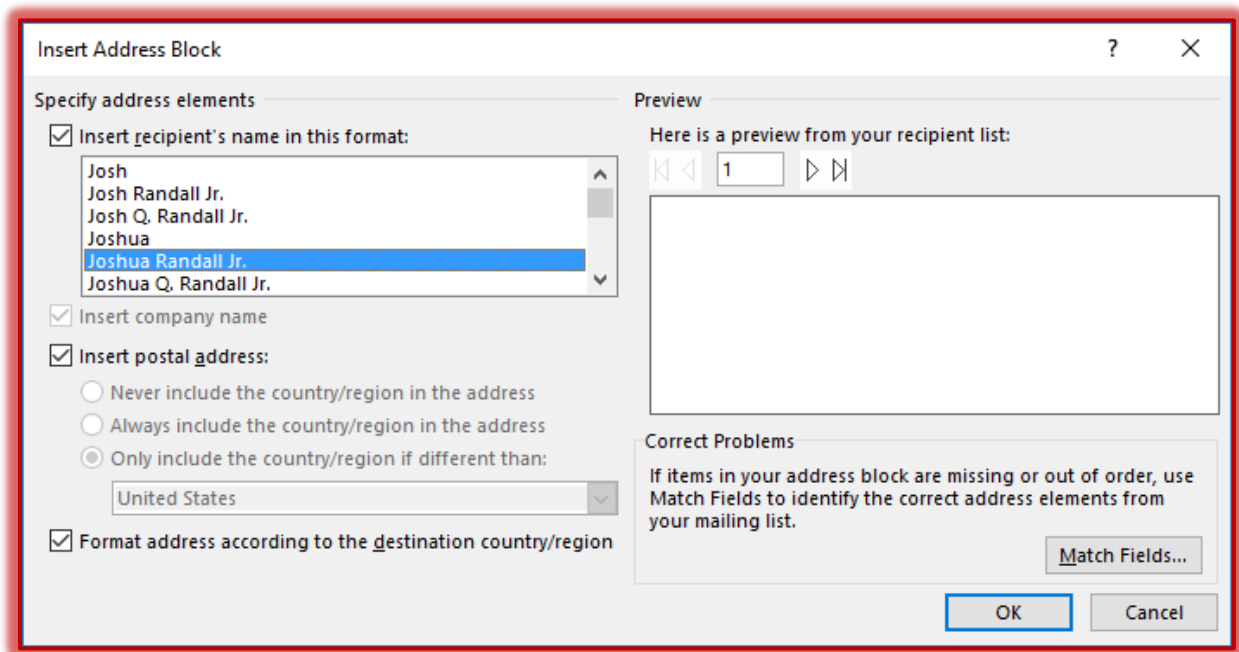 Insert Address Block
?
Specify address elements
Insert recipient's name in this format:
Josh
Josh Randall Jr.
Josh Q. Randall Jr.
Joshua
Joshua Randall Jr.
Joshua Q. Randall Jr.
Insert company name
Insert postal address:
Never include the country/region in the address
Always include the country/region in the address
Only include the country/region if different than:
United States
Format address according to the destination country/region
Preview
Here is a preview from your recipient list:
1
Correct Problems
If items in your address block are missing or out of order, use
Match Fields to identify the correct address elements from
your mailing list.
Match Fields...
OK
Cancel